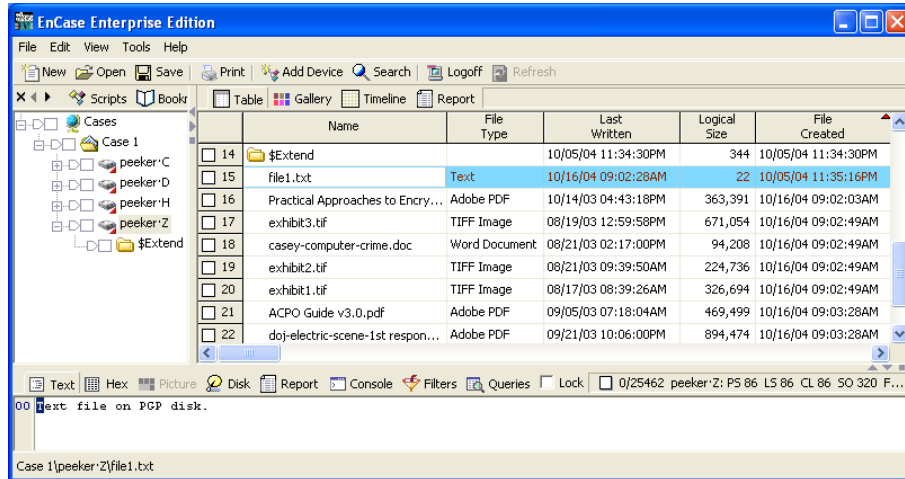 EnCase Enterprise Edition
File Edit View Tools Help
New Open Save Print Add Device Search Logoff Refresh
Scripts Bookr Table Gallery Timeline Report
Cases
Case 1
peeker·C
peeker·D
peeker·H
peeker·Z
$Extend
Name File Type Last Written Logical Size File Created
14 $Extend 10/05/04 11:34:30PM 344 10/05/04 11:34:30PM
15 file1.txt Text 10/16/04 09:02:28AM 22 10/05/04 11:35:16PM
16 Practical Approaches to Encry... Adobe PDF 10/14/03 04:43:18PM 363,391 10/16/04 09:02:03AM
17 exhibit3.tif TIFF Image 08/19/03 12:59:58PM 671,054 10/16/04 09:02:49AM
18 casey-computer-crime.doc Word Document 08/21/03 02:17:00PM 94,208 10/16/04 09:02:49AM
19 exhibit2.tif TIFF Image 08/21/03 09:39:50AM 224,736 10/16/04 09:02:49AM
20 exhibit1.tif TIFF Image 08/17/03 08:39:26AM 326,694 10/16/04 09:02:49AM
21 ACPO Guide v3.0.pdf Adobe PDF 09/05/03 07:18:04AM 469,499 10/16/04 09:03:28AM
22 doj-electric-scene-1st respon... Adobe PDF 09/21/03 10:06:00PM 894,474 10/16/04 09:03:28AM
Text Hex Picture Disk Report Console Filters Queries Lock 0/25462 peeker·Z: PS 86 LS 86 CL 86 SO 320 F...
00 Text file on PGP disk.
Case 1\peeker·Z\file1.txt